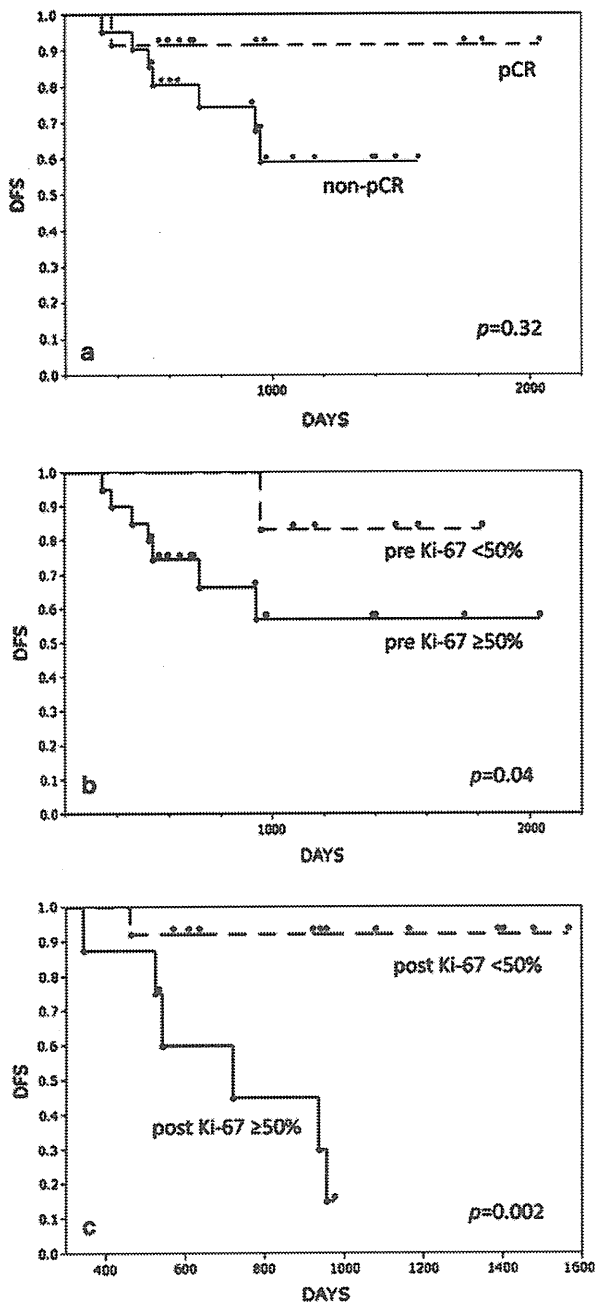 1.0
0.9
0.8
0.7
0.6
0.5
0.4
0.3
0.2
0.1
0.0
DFS
pCR
non-pCR
p=0.32
a
1000
2000
DAYS
1.0
0.9
0.8
0.7
0.6
0.5
0.4
0.3
0.2
0.1
0.0
DFS
pre Ki-67 <50%
pre Ki-67 ≥50%
p=0.04
b
1000
2000
DAYS
1.0
0.9
0.8
0.7
0.6
0.5
0.4
0.3
0.2
0.1
0.0
DFS
post Ki-67 <50%
post Ki-67 ≥50%
p=0.002
c
400
600
800
1000
1200
1400
1600
DAYS